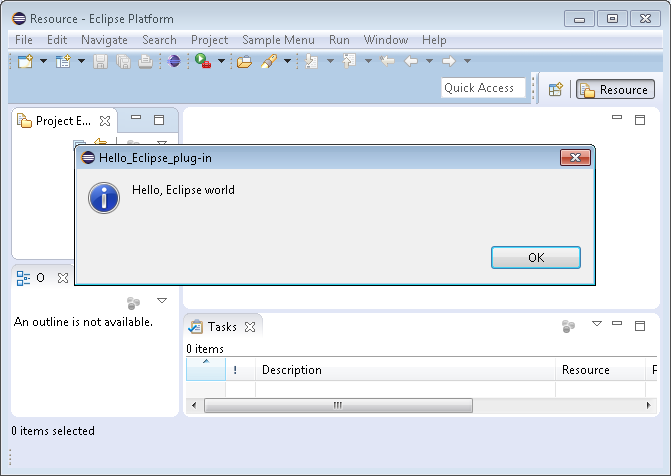 Resource - Eclipse Platform
File Edit Navigate Search Project Sample Menu Run Window Help
Quick Access
Resource
Project E...
Hello_Eclipse_plug-in
Hello, Eclipse world
OK
O
An outline is not available.
Tasks
0 items
! Description Resource P
0 items selected